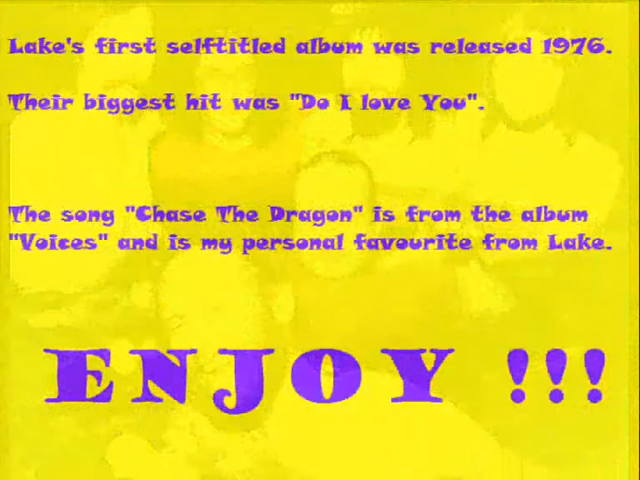 Lake's first selftitled album was released 1976.
Their biggest hit was "Do I love You".
The song "Chase The Dragon" is from the album
"Voices" and is my personal favourite from Lake.
ENJOY !!!